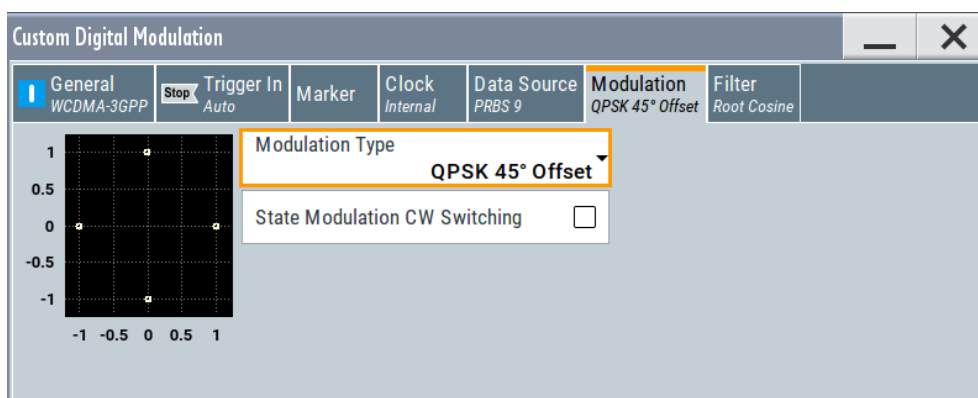 Custom Digital Modulation
General
WCDMA-3GPP
Stop
Trigger In
Auto
Marker
Clock
Internal
Data Source
PRBS 9
Modulation
QPSK 45° Offset
Filter
Root Cosine
1
0.5
0
-0.5
-1
-1 -0.5 0 0.5 1
Modulation Type
QPSK 45° Offset
State Modulation CW Switching